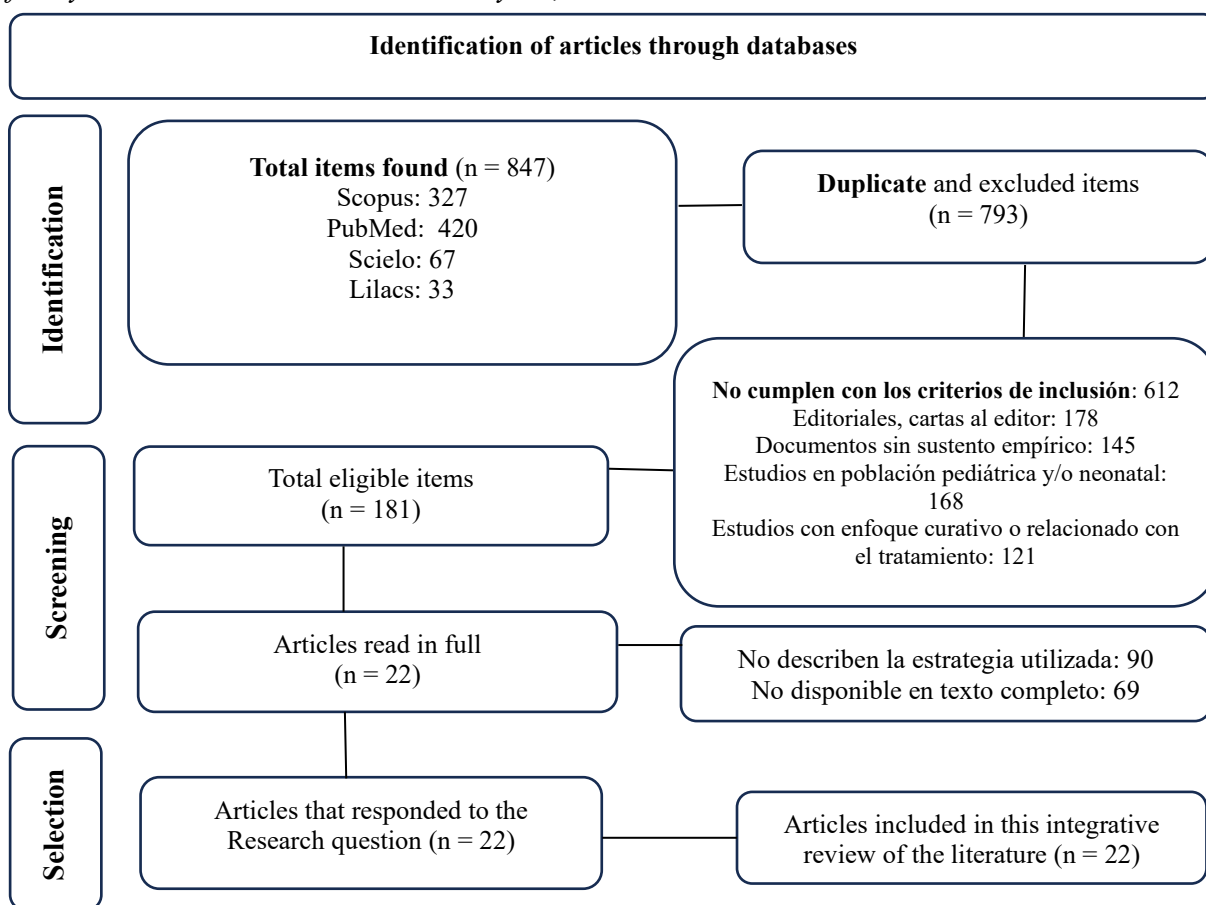 Identification of articles through databases
Identification
Total items found (n = 847)
Scopus: 327
PubMed: 420
Scielo: 67
Lilacs: 33
Duplicate and excluded items
(n = 793)
No cumplen con los criterios de inclusión: 612
Editoriales, cartas al editor: 178
Documentos sin sustento empírico: 145
Estudios en población pediátrica y/o neonatal:
168
Estudios con enfoque curativo o relacionado con
el tratamiento: 121
Screening
Total eligible items
(n = 181)
Articles read in full
(n = 22)
No describen la estrategia utilizada: 90
No disponible en texto completo: 69
Selection
Articles that responded to the
Research question (n = 22)
Articles included in this integrative
review of the literature (n = 22)